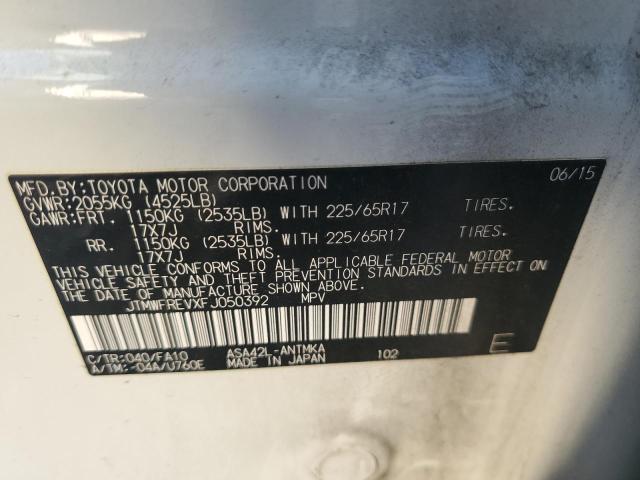 MFD.BY:TOYOTA MOTOR CORPORATION 06/15
GVWR:2055KG (4525LB)
GAWR:FRT. 1150KG (2535LB) WITH 225/65R17 TIRES.
17X7J RIMS.
RR. 1150KG (2535LB) WITH 225/65R17 TIRES.
17X7J RIMS.
THIS VEHICLE CONFORMS TO ALL APPLICABLE FEDERAL MOTOR
VEHICLE SAFETY AND THEFT PREVENTION STANDARDS IN EFFECT ON
THE DATE OF MANUFACTURE SHOWN ABOVE.
JTMWFREVXFJ050392 MPV
C/TR:040/FA10 ASA42L-ANTMKA 102 E
A/TM:-04A/U760E MADE IN JAPAN